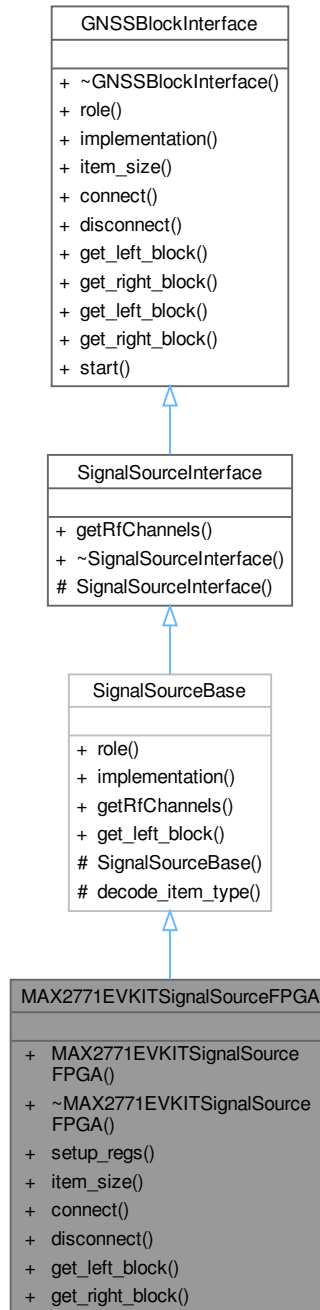 GNSSBlockInterface
+ ~GNSSBlockInterface()
+ role()
+ implementation()
+ item_size()
+ connect()
+ disconnect()
+ get_left_block()
+ get_right_block()
+ get_left_block()
+ get_right_block()
+ start()
SignalSourceInterface
+ getRfChannels()
+ ~SignalSourceInterface()
# SignalSourceInterface()
SignalSourceBase
+ role()
+ implementation()
+ getRfChannels()
+ get_left_block()
# SignalSourceBase()
# decode_item_type()
MAX2771EVKITSignalSourceFPGA
+ MAX2771EVKITSignalSource
FPGA()
+ ~MAX2771EVKITSignalSource
FPGA()
+ setup_regs()
+ item_size()
+ connect()
+ disconnect()
+ get_left_block()
+ get_right_block()